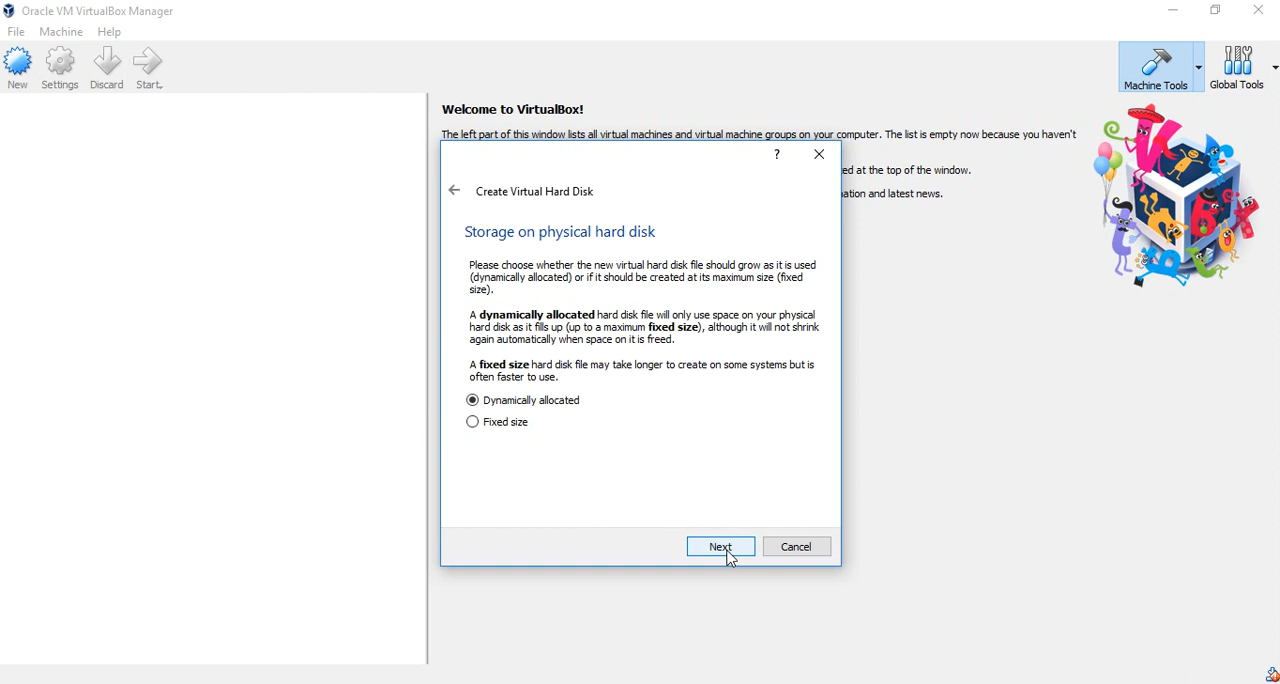 Oracle VM VirtualBox Manager
File Machine Help
New Settings Discard Start
Machine Tools Global Tools
Welcome to VirtualBox!
The left part of this window lists all virtual machines and virtual machine groups on your computer. The list is empty now because you haven't
ed at the top of the window.
ation and latest news.
?
Create Virtual Hard Disk
Storage on physical hard disk
Please choose whether the new virtual hard disk file should grow as it is used
(dynamically allocated) or if it should be created at its maximum size (fixed
size).
A dynamically allocated hard disk file will only use space on your physical
hard disk as it fills up (up to a maximum fixed size), although it will not shrink
again automatically when space on it is freed.
A fixed size hard disk file may take longer to create on some systems but is
often faster to use.
Dynamically allocated
Fixed size
Next Cancel